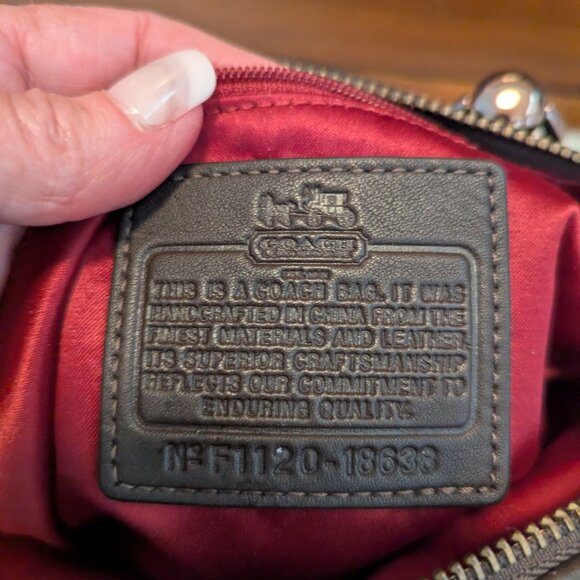 COACH
THIS IS A COACH BAG. IT WAS
HANDCRAFTED IN CHINA FROM THE
FINEST MATERIALS AND LEATHER
ITS SUPERIOR CRAFTSMANSHIP
REFLECTS OUR COMMITMENT TO
ENDURING QUALITY.
Nº F1120-18636